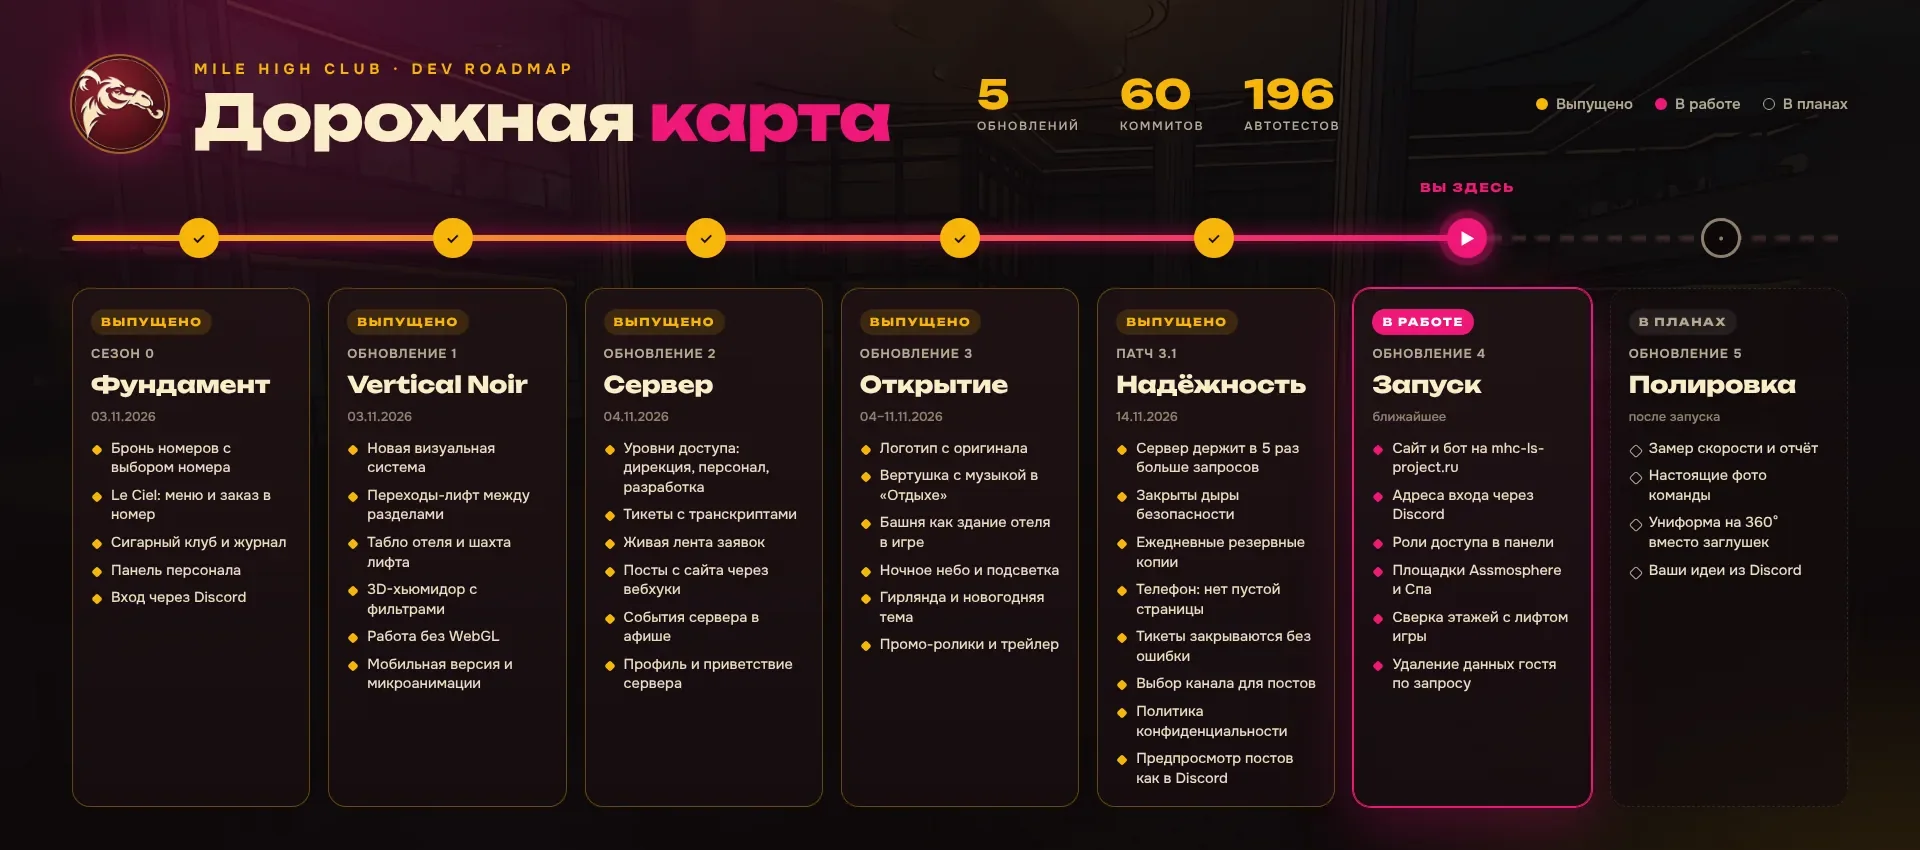 MILE HIGH CLUB · DEV ROADMAP
Дорожная карта
5
ОБНОВЛЕНИЙ
60
КОММИТОВ
196
АВТОТЕСТОВ
Выпущено
В работе
В планах
ВЫ ЗДЕСЬ
ВЫПУЩЕНО
СЕЗОН 0
Фундамент
03.11.2026
Бронь номеров с
выбором номера
Le Ciel: меню и заказ в
номер
Сигарный клуб и журнал
Панель персонала
Вход через Discord
ВЫПУЩЕНО
ОБНОВЛЕНИЕ 1
Vertical Noir
03.11.2026
Новая визуальная
система
Переходы-лифт между
разделами
Табло отеля и шахта
лифта
3D-хьюмидор с
фильтрами
Работа без WebGL
Мобильная версия и
микроанимации
ВЫПУЩЕНО
ОБНОВЛЕНИЕ 2
Сервер
04.11.2026
Уровни доступа:
дирекция, персонал,
разработка
Тикеты с транскриптами
Живая лента заявок
Посты с сайта через
вебхуки
События сервера в
афише
Профиль и приветствие
сервера
ВЫПУЩЕНО
ОБНОВЛЕНИЕ 3
Открытие
04–11.11.2026
Логотип с оригинала
Вертушка с музыкой в
«Отдыхе»
Башня как здание отеля
в игре
Ночное небо и подсветка
Гирлянда и новогодняя
тема
Промо-ролики и трейлер
ВЫПУЩЕНО
ПАТЧ 3.1
Надёжность
14.11.2026
Сервер держит в 5 раз
больше запросов
Закрыты дыры
безопасности
Ежедневные резервные
копии
Телефон: нет пустой
страницы
Тикеты закрываются без
ошибки
Выбор канала для постов
Политика
конфиденциальности
Предпросмотр постов
как в Discord
В РАБОТЕ
ОБНОВЛЕНИЕ 4
Запуск
ближайшее
Сайт и бот на mhc-ls-
project.ru
Адреса входа через
Discord
Роли доступа в панели
Площадки Assmosphere
и Спа
Сверка этажей с лифтом
игры
Удаление данных гостя
по запросу
В ПЛАНАХ
ОБНОВЛЕНИЕ 5
Полировка
после запуска
Замер скорости и отчёт
Настоящие фото
команды
Униформа на 360°
вместо заглушек
Ваши идеи из Discord